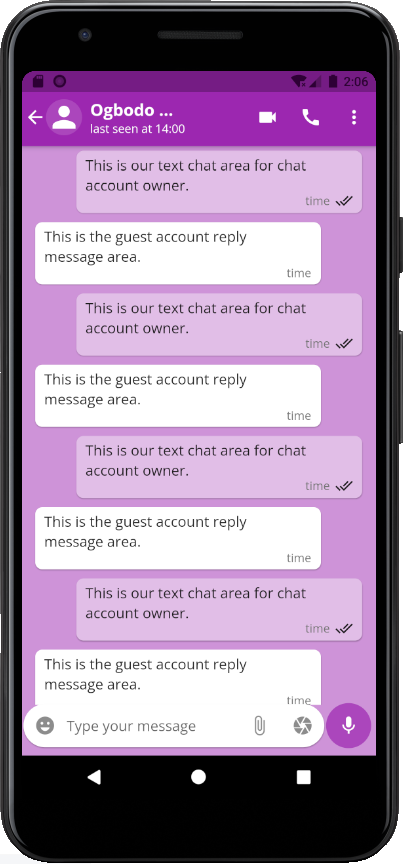 2:06
Ogbodo ...
last seen at 14:00
This is our text chat area for chat
account owner.
time
This is the guest account reply
message area.
time
This is our text chat area for chat
account owner.
time
This is the guest account reply
message area.
time
This is our text chat area for chat
account owner.
time
This is the guest account reply
message area.
time
This is our text chat area for chat
account owner.
time
This is the guest account reply
message area.
time
Type your message